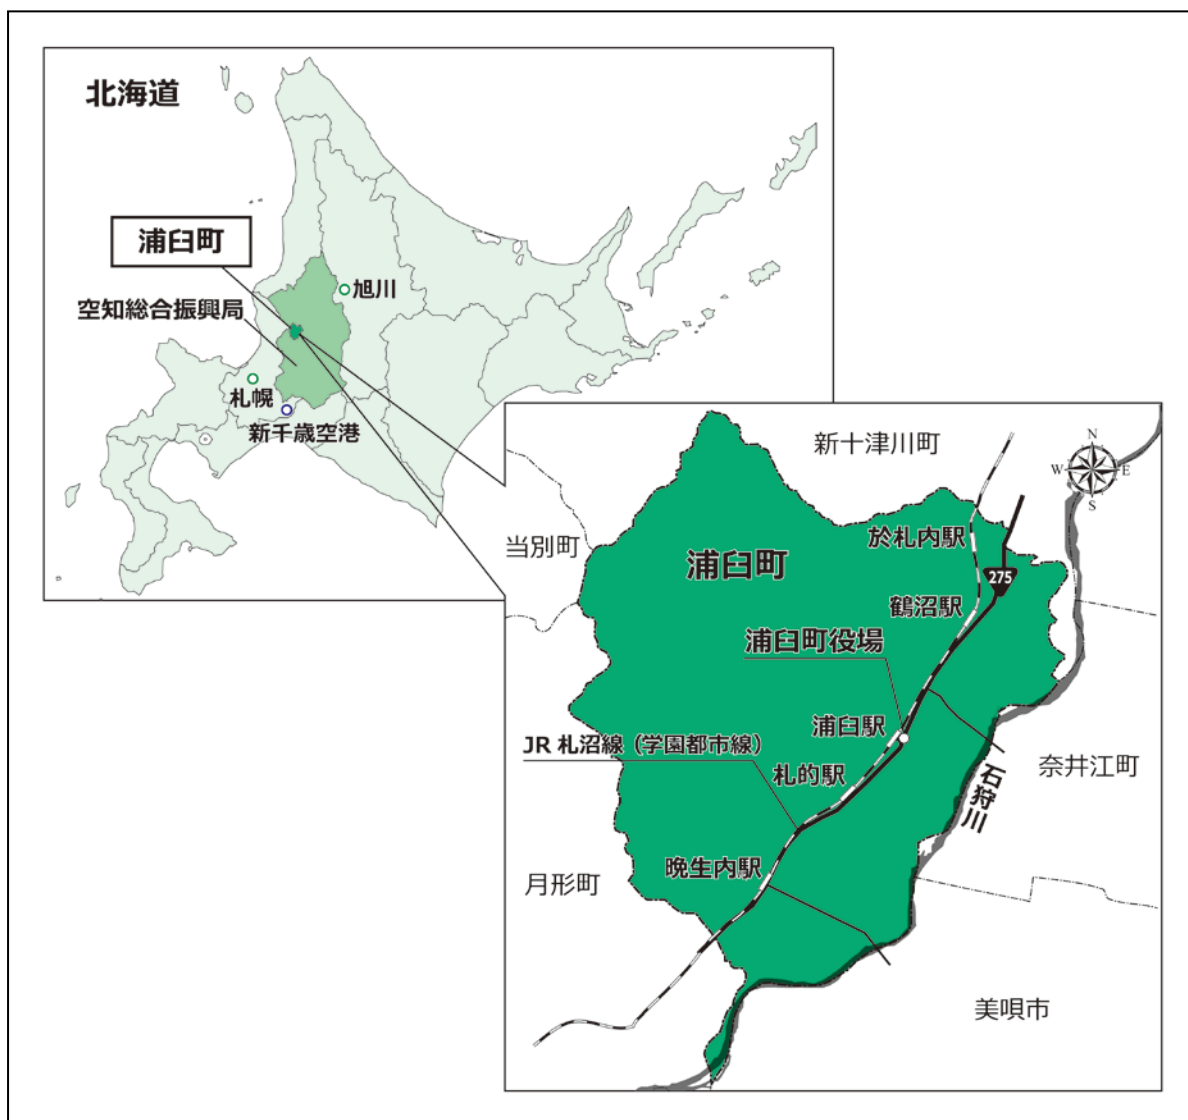 北海道
浦臼町
空知総合振興局
旭川
札幌
新千歳空港
新十津川町
N
W
E
S
当別町
於札内駅
浦臼町
275
鶴沼駅
浦臼町役場
浦臼駅
JR 札沼線（学園都市線）
札的駅
奈井江町
石狩川
晩生内駅
月形町
美唄市